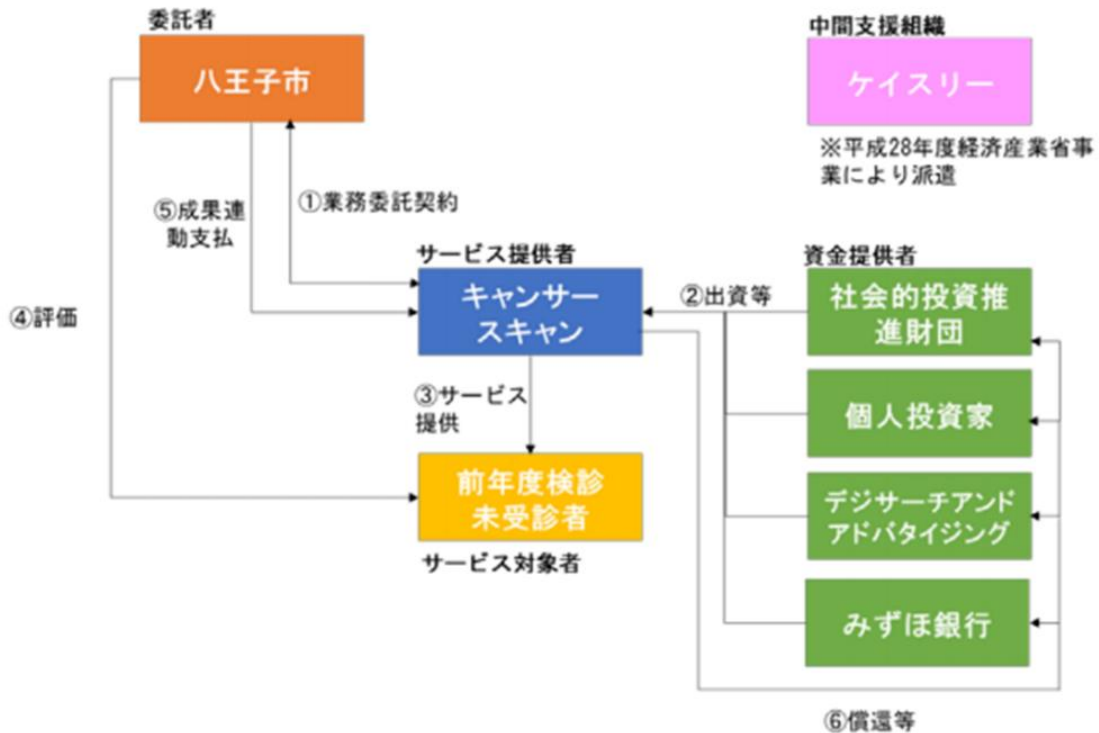 委託者
八王子市
中間支援組織
ケイスリー
※平成28年度経済産業省事
業により派遣
①業務委託契約
⑤成果連
動支払
サービス提供者
キャンサー
スキャン
資金提供者
②出資等
社会的投資推
進財団
④評価
③サービス
提供
個人投資家
前年度検診
未受診者
サービス対象者
デジサーチアンド
アドバタイジング
みずほ銀行
⑥償還等